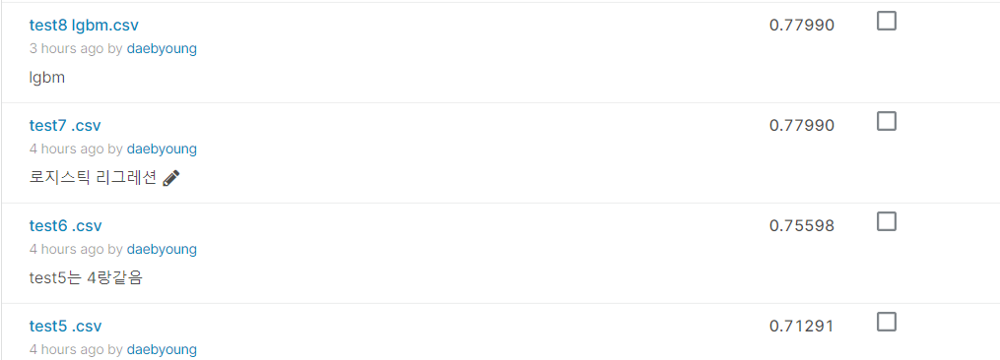 test8 lgbm.csv 0.77990
3 hours ago by daebyoung
lgbm
test7 .csv 0.77990
4 hours ago by daebyoung
로지스틱 리그레션
test6 .csv 0.75598
4 hours ago by daebyoung
test5는 4랑같음
test5 .csv 0.71291
4 hours ago by daebyoung